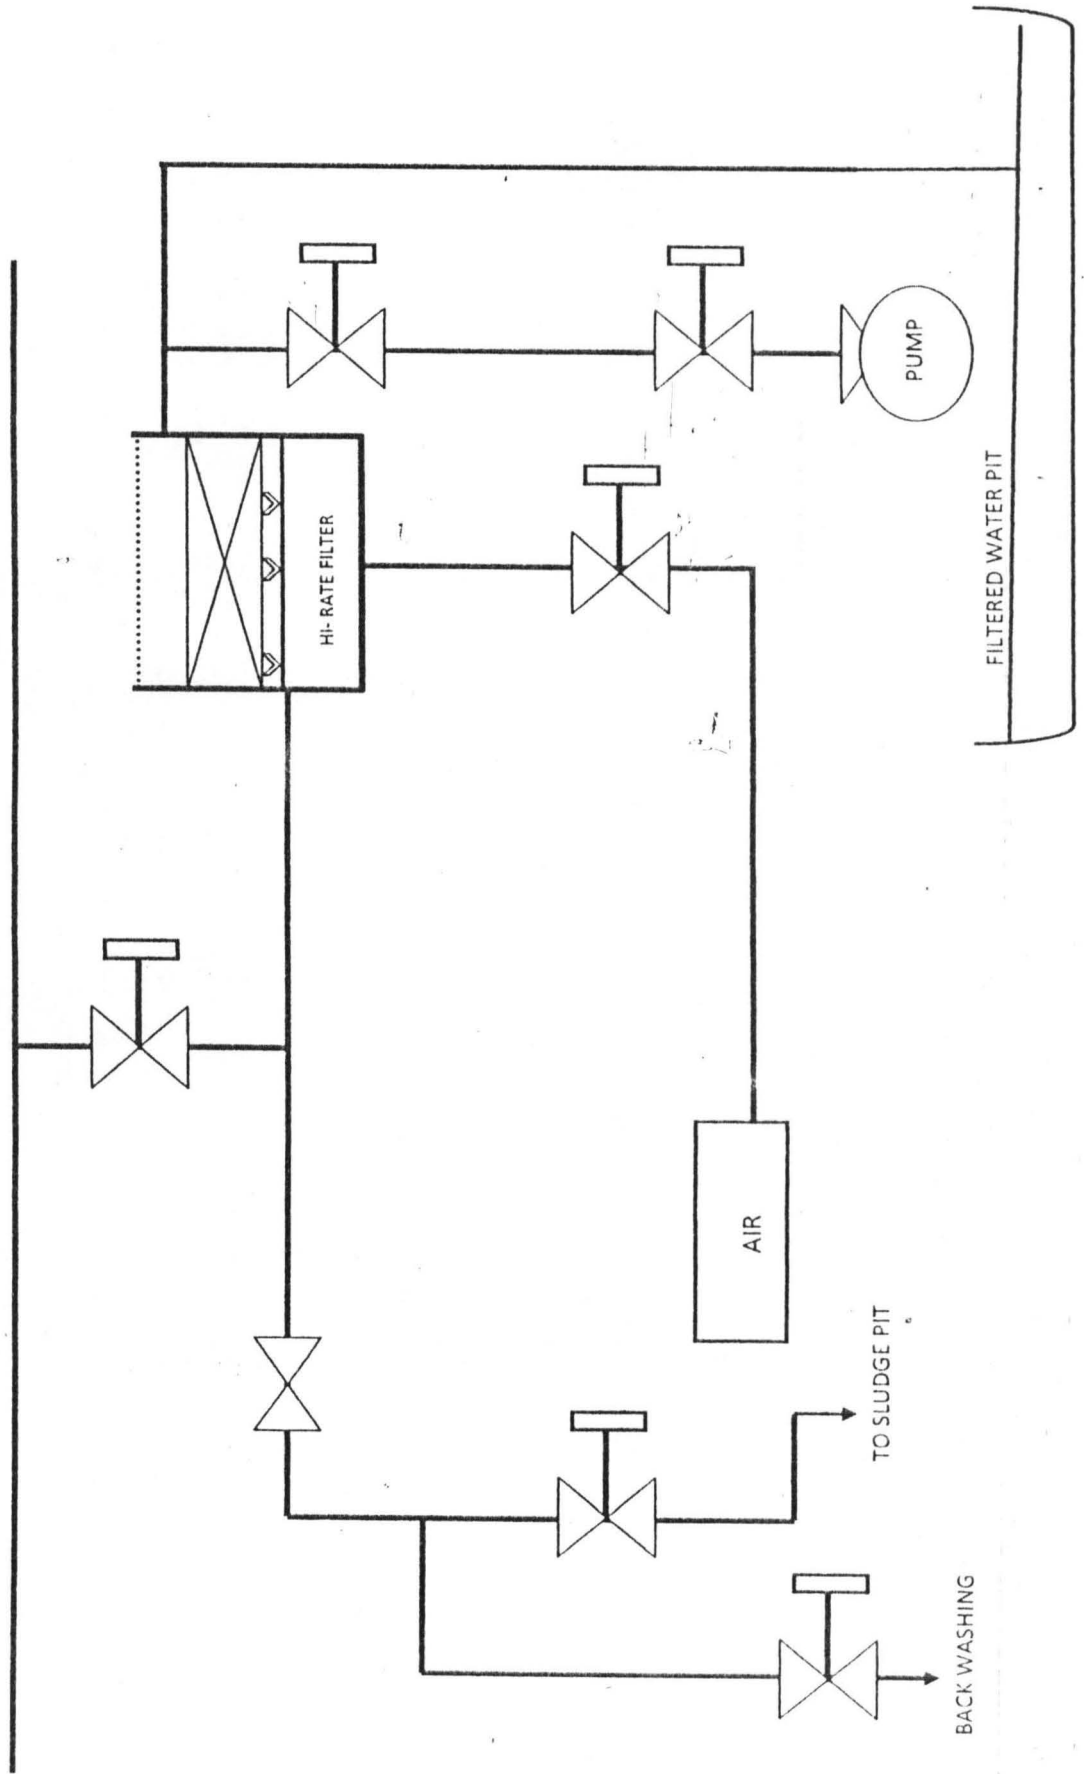 HI- RATE FILTER
PUMP
FILTERED WATER PIT
AIR
TO SLUDGE PIT
BACK WASHING